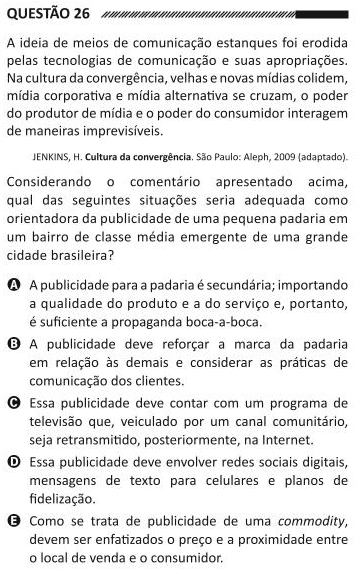 QUESTÃO 26
A ideia de meios de comunicação estanques foi erodida
pelas tecnologias de comunicação e suas apropriações.
Na cultura da convergência, velhas e novas mídias colidem,
mídia corporativa e mídia alternativa se cruzam, o poder
do produtor de mídia e o poder do consumidor interagem
de maneiras imprevisíveis.
JENKINS, H. Cultura da convergência. São Paulo: Aleph, 2009 (adaptado).
Considerando o comentário apresentado acima,
qual das seguintes situações seria adequada como
orientadora da publicidade de uma pequena padaria em
um bairro de classe média emergente de uma grande
cidade brasileira?
A A publicidade para a padaria é secundária; importando
a qualidade do produto e a do serviço e, portanto,
é suficiente a propaganda boca-a-boca.
B A publicidade deve reforçar a marca da padaria
em relação às demais e considerar as práticas de
comunicação dos clientes.
C Essa publicidade deve contar com um programa de
televisão que, veiculado por um canal comunitário,
seja retransmitido, posteriormente, na Internet.
D Essa publicidade deve envolver redes sociais digitais,
mensagens de texto para celulares e planos de
fidelização.
E Como se trata de publicidade de uma commodity,
devem ser enfatizados o preço e a proximidade entre
o local de venda e o consumidor.